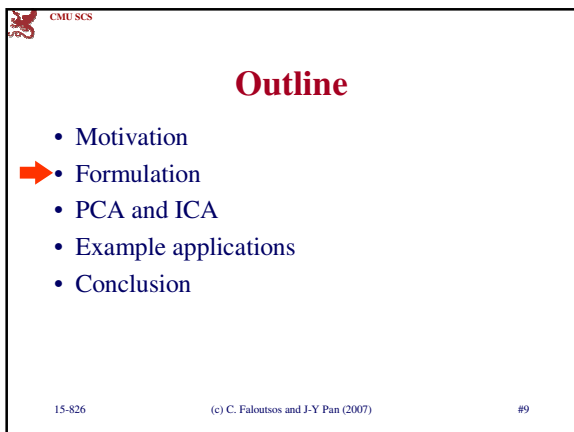 CMU SCS
Outline
• Motivation
• Formulation
• PCA and ICA
• Example applications
• Conclusion
15-826 (c) C. Faloutsos and J-Y Pan (2007) #9